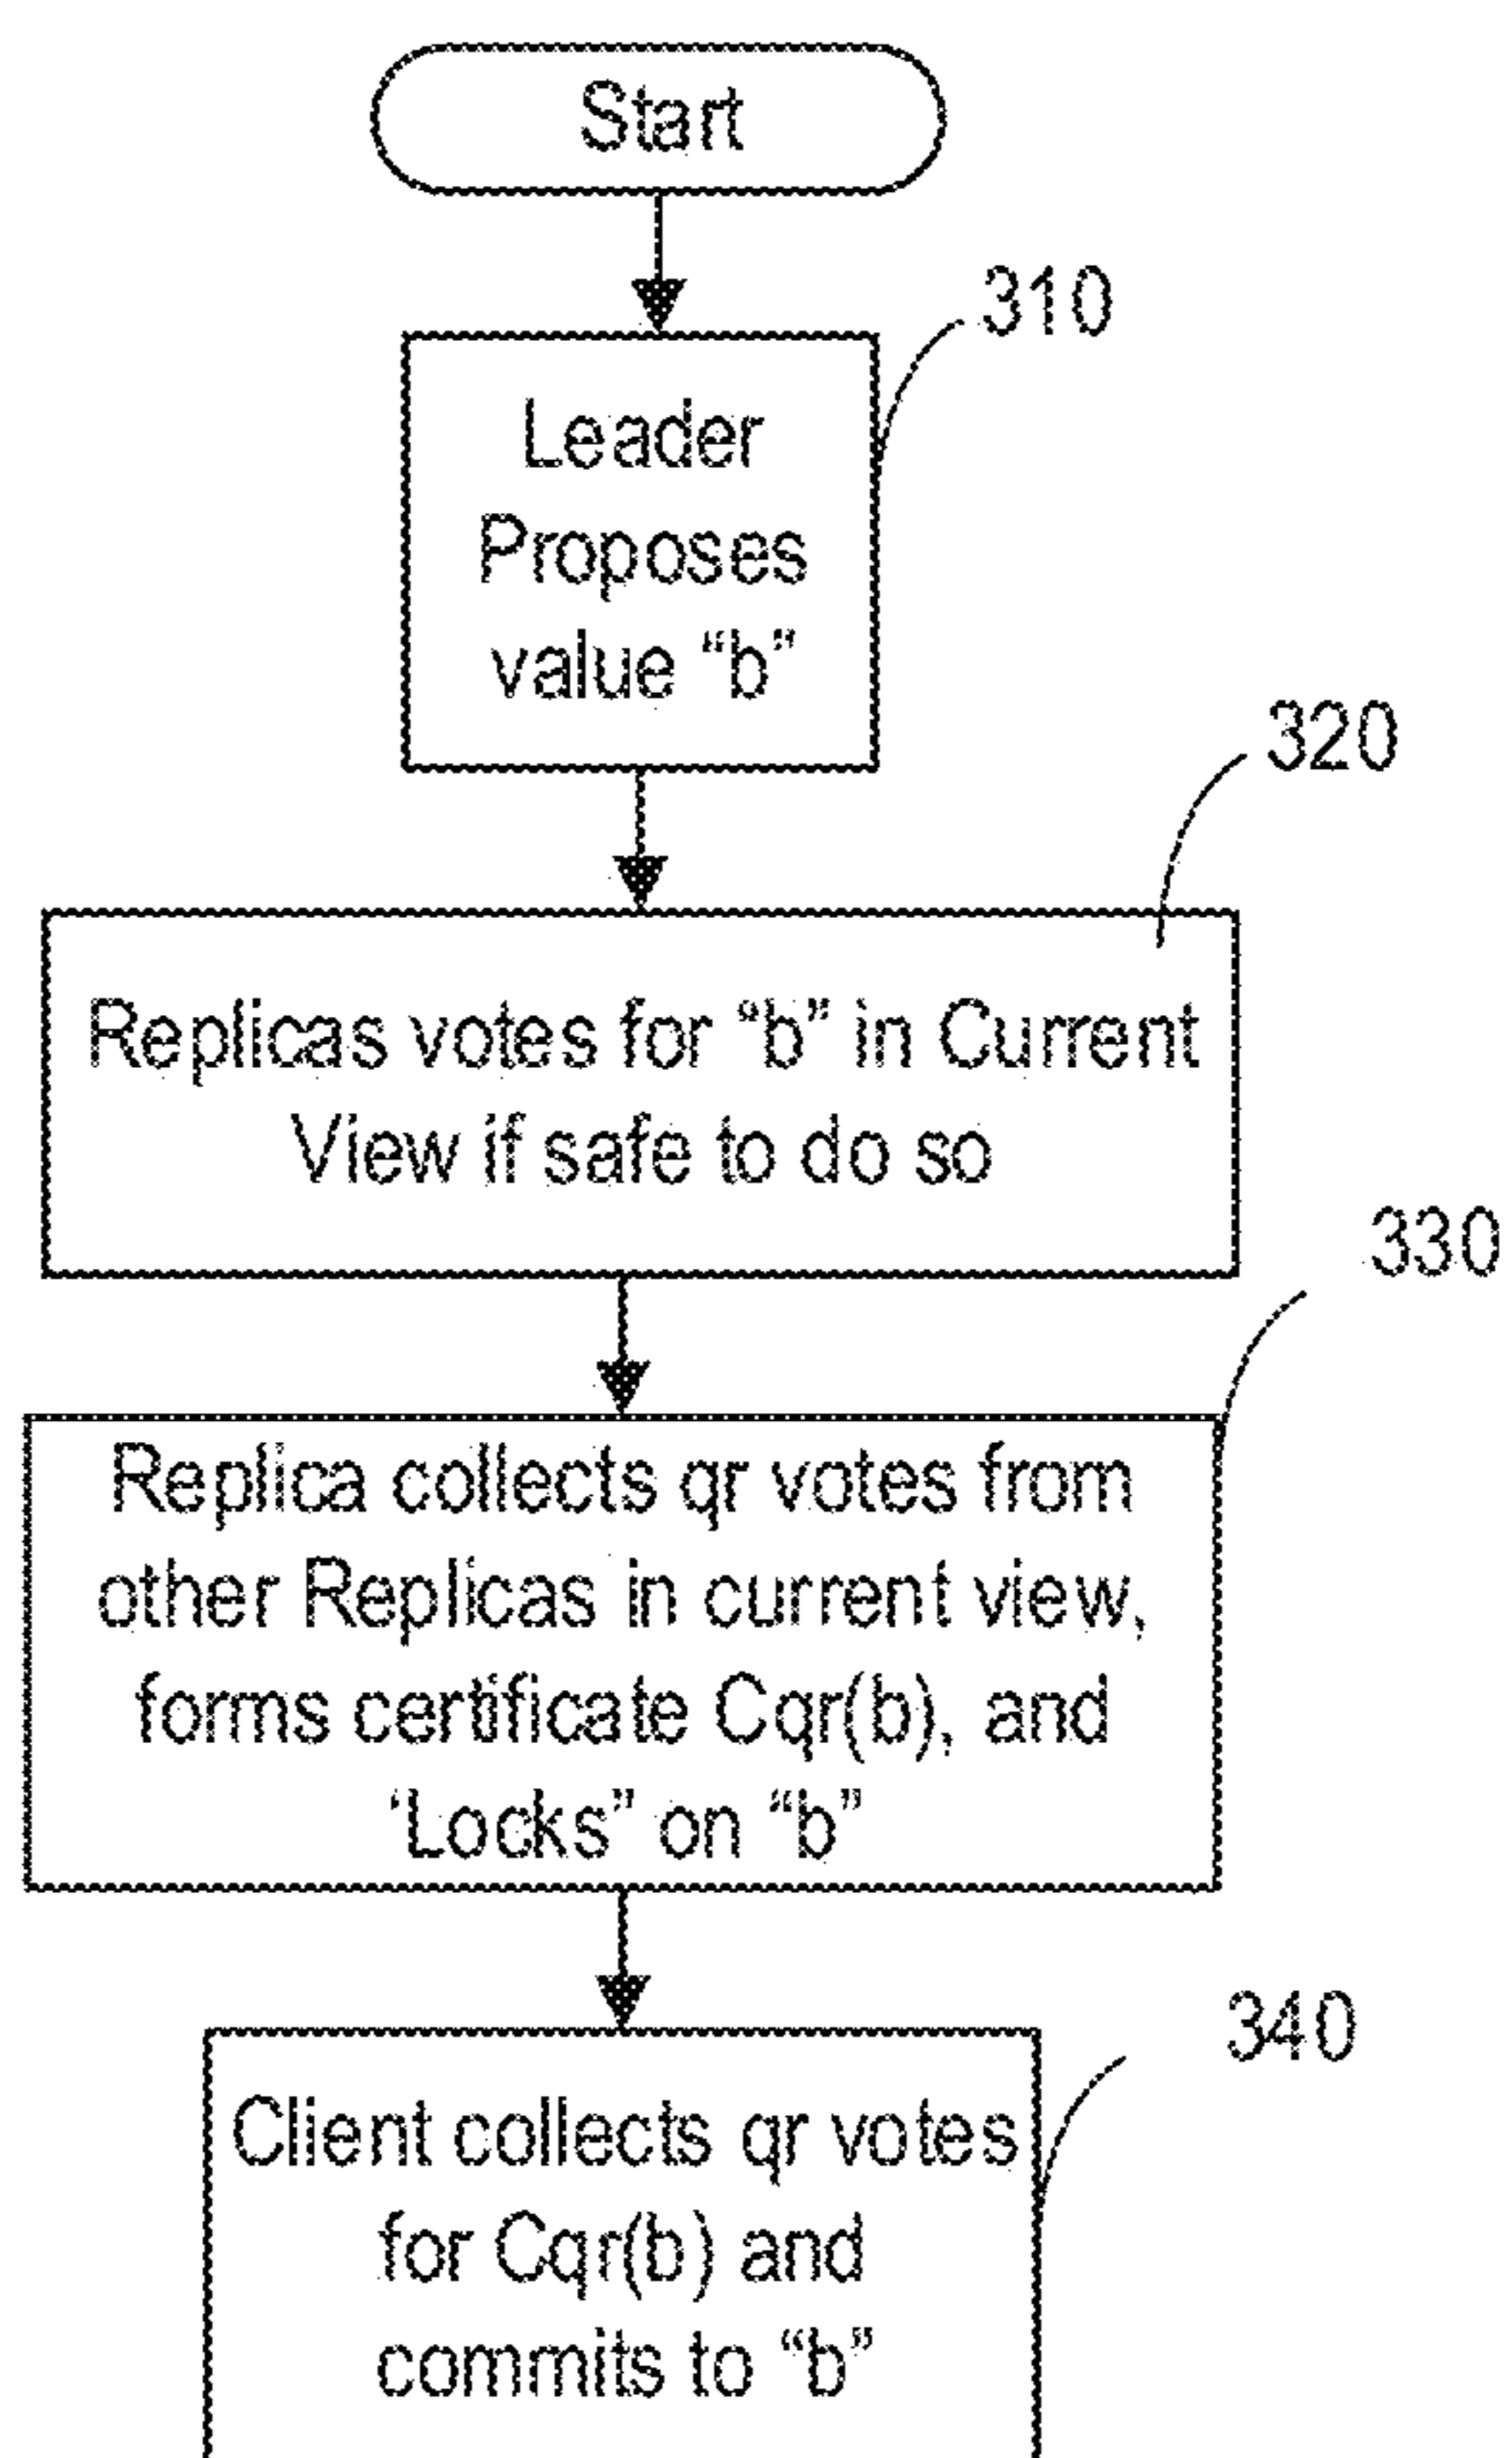 Start
310
Leader
Proposes
value “b”
320
Replicas votes for “b” in Current
View if safe to do so
330
Replica collects qr votes from
other Replicas in current view,
forms certificate Cqr(b), and
‘Locks” on “b”
340
Client collects qr votes
for Cqr(b) and
commits to “b”